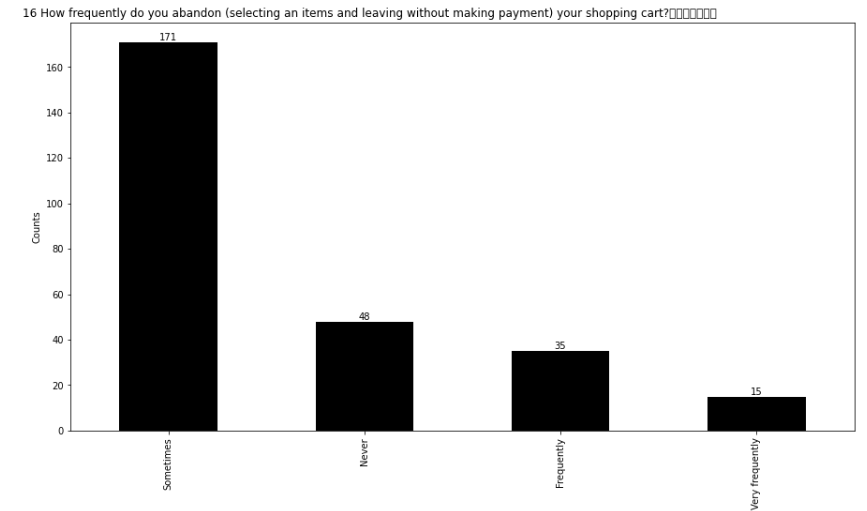 16 How frequently do you abandon (selecting an items and leaving without making payment) your shopping cart?
171
160
140
120
100
80
60
40
20
0
Counts
48
35
15
Sometimes
Never
Frequently
Very frequently